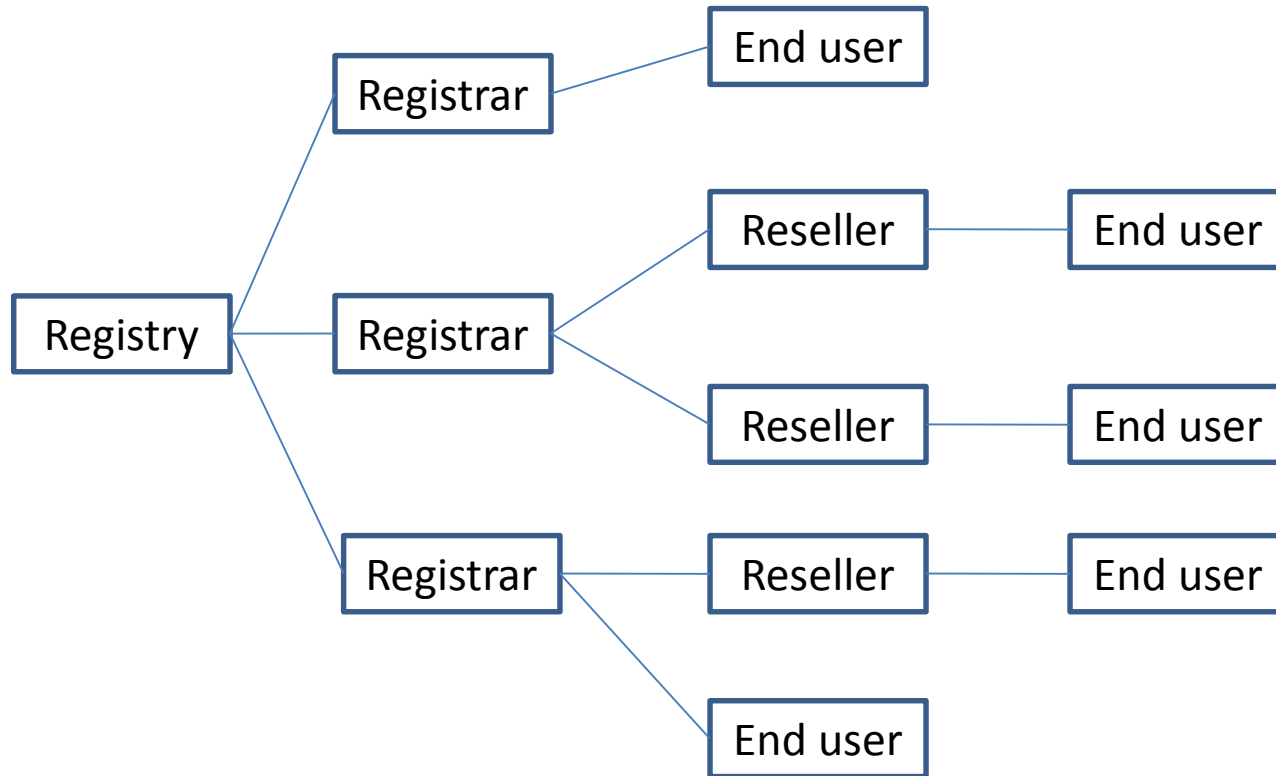 End user
Registrar
Reseller
End user
Registry
Registrar
Reseller
End user
Registrar
Reseller
End user
End user